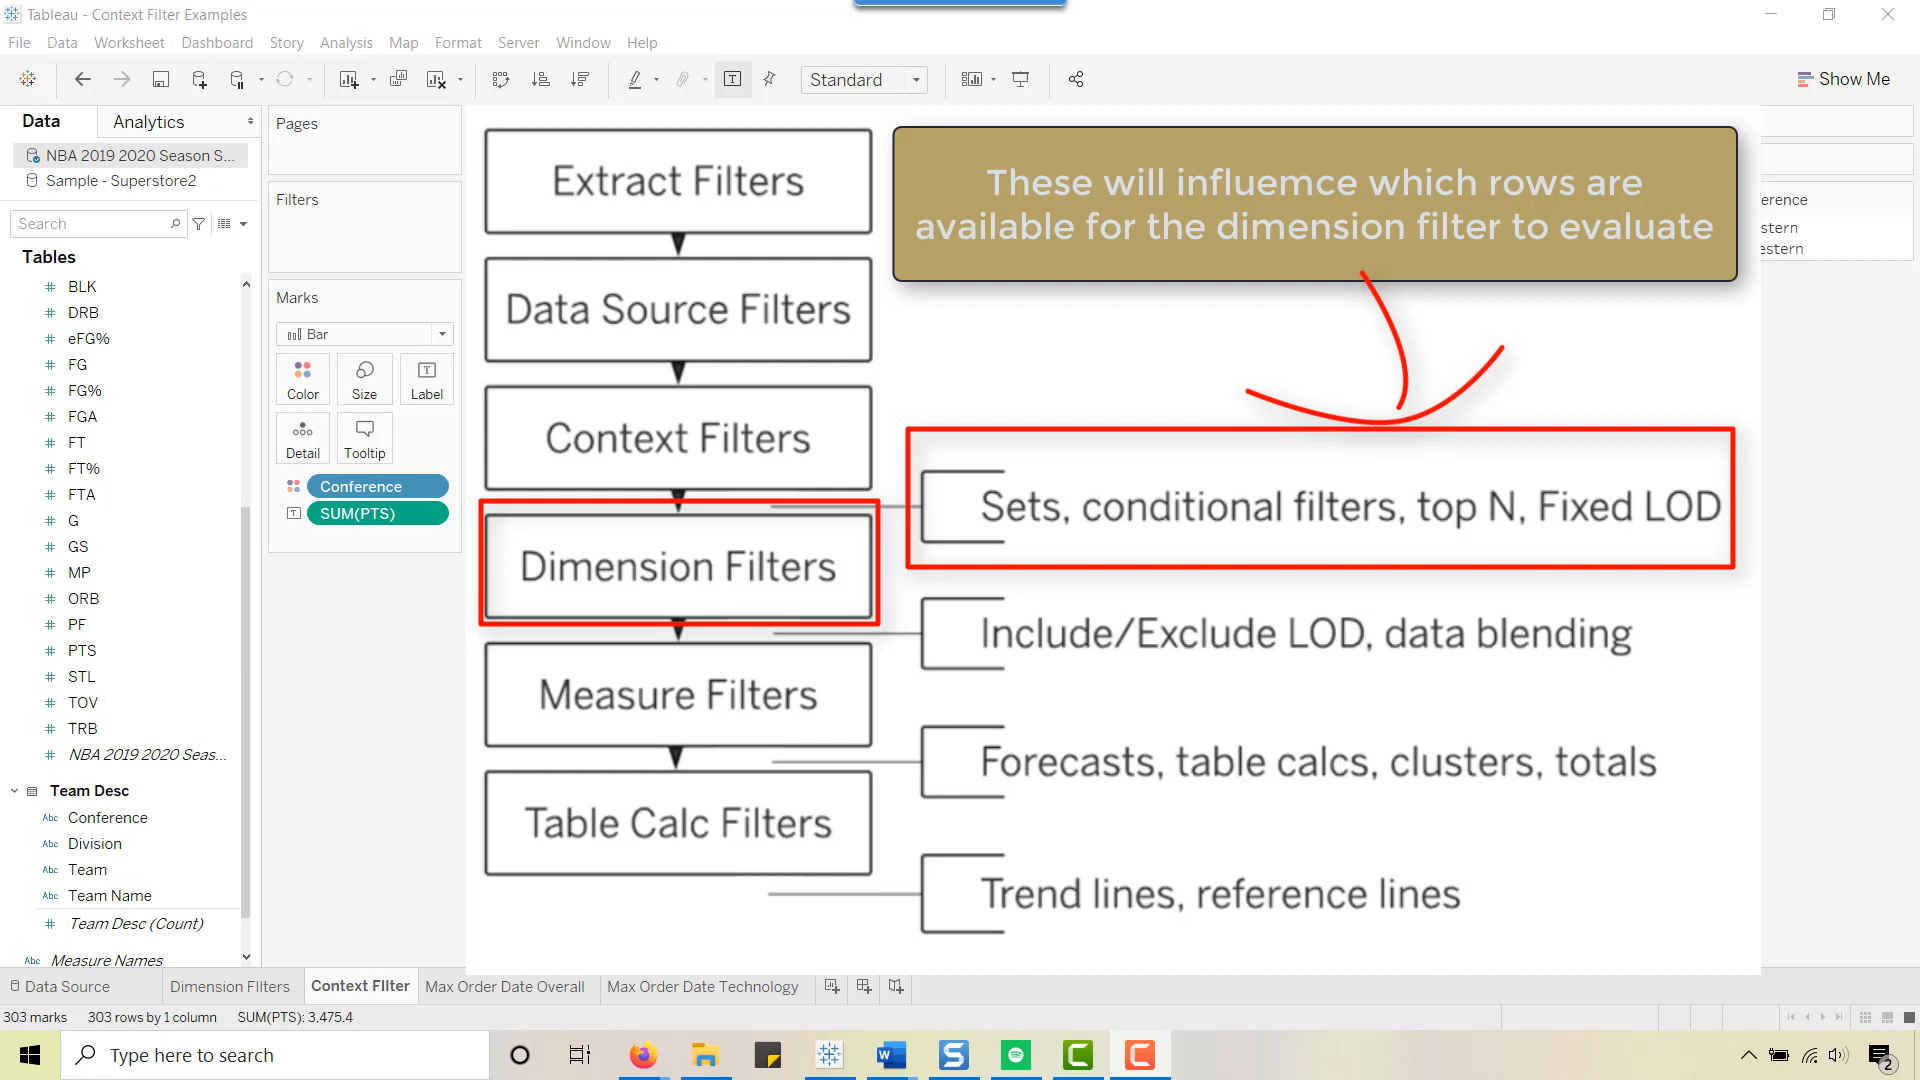 Tableau - Context Filter Examples
File Data Worksheet Dashboard Story Analysis Map Format Server Window Help
Standard
Show Me
Data
Analytics
NBA 2019 2020 Season S...
Sample - Superstore2
Search
Tables
BLK
DRB
eFG%
FG
FG%
FGA
FT
FT%
FTA
G
GS
MP
ORB
PF
PTS
STL
TOV
TRB
NBA 2019 2020 Seas...
Team Desc
Abc Conference
Abc Division
Abc Team
Abc Team Name
Team Desc (Count)
Abc Measure Names
Pages
Filters
Marks
Bar
Color
Size
Label
Detail
Tooltip
Conference
SUM(PTS)
Extract Filters
Data Source Filters
Context Filters
Dimension Filters
Measure Filters
Table Calc Filters
These will influemce which rows are
available for the dimension filter to evaluate
Sets, conditional filters, top N, Fixed LOD
Include/Exclude LOD, data blending
Forecasts, table calcs, clusters, totals
Trend lines, reference lines
erence
stern
estern
Data Source
Dimension FIlters
Context FIlter
Max Order Date Overall
Max Order Date Technology
303 marks
303 rows by 1 column
SUM(PTS): 3,475.4
Type here to search
2